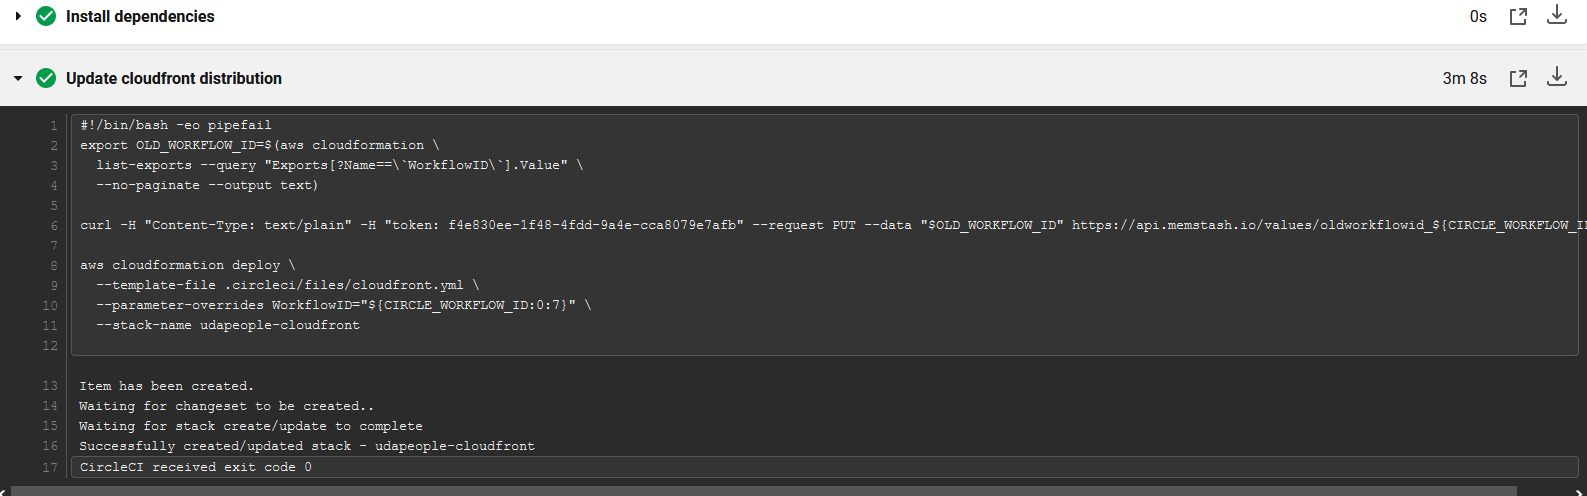 Install dependencies 0s
Update cloudfront distribution 3m 8s
1 #!/bin/bash -eo pipefail
2 export OLD_WORKFLOW_ID=$(aws cloudformation \
3 list-exports --query "Exports[?Name==\`WorkflowID\`].Value" \
4 --no-paginate --output text)
5
6 curl -H "Content-Type: text/plain" -H "token: f4e830ee-1f48-4fdd-9a4e-cca8079e7afb" --request PUT --data "$OLD_WORKFLOW_ID" https://api.memstash.io/values/oldworkflowid_${CIRCLE_WORKFLOW_I
7
8 aws cloudformation deploy \
9 --template-file .circleci/files/cloudfront.yml \
10 --parameter-overrides WorkflowID="${CIRCLE_WORKFLOW_ID:0:7}" \
11 --stack-name udapeople-cloudfront
12
13 Item has been created.
14 Waiting for changeset to be created..
15 Waiting for stack create/update to complete
16 Successfully created/updated stack - udapeople-cloudfront
17 CircleCI received exit code 0